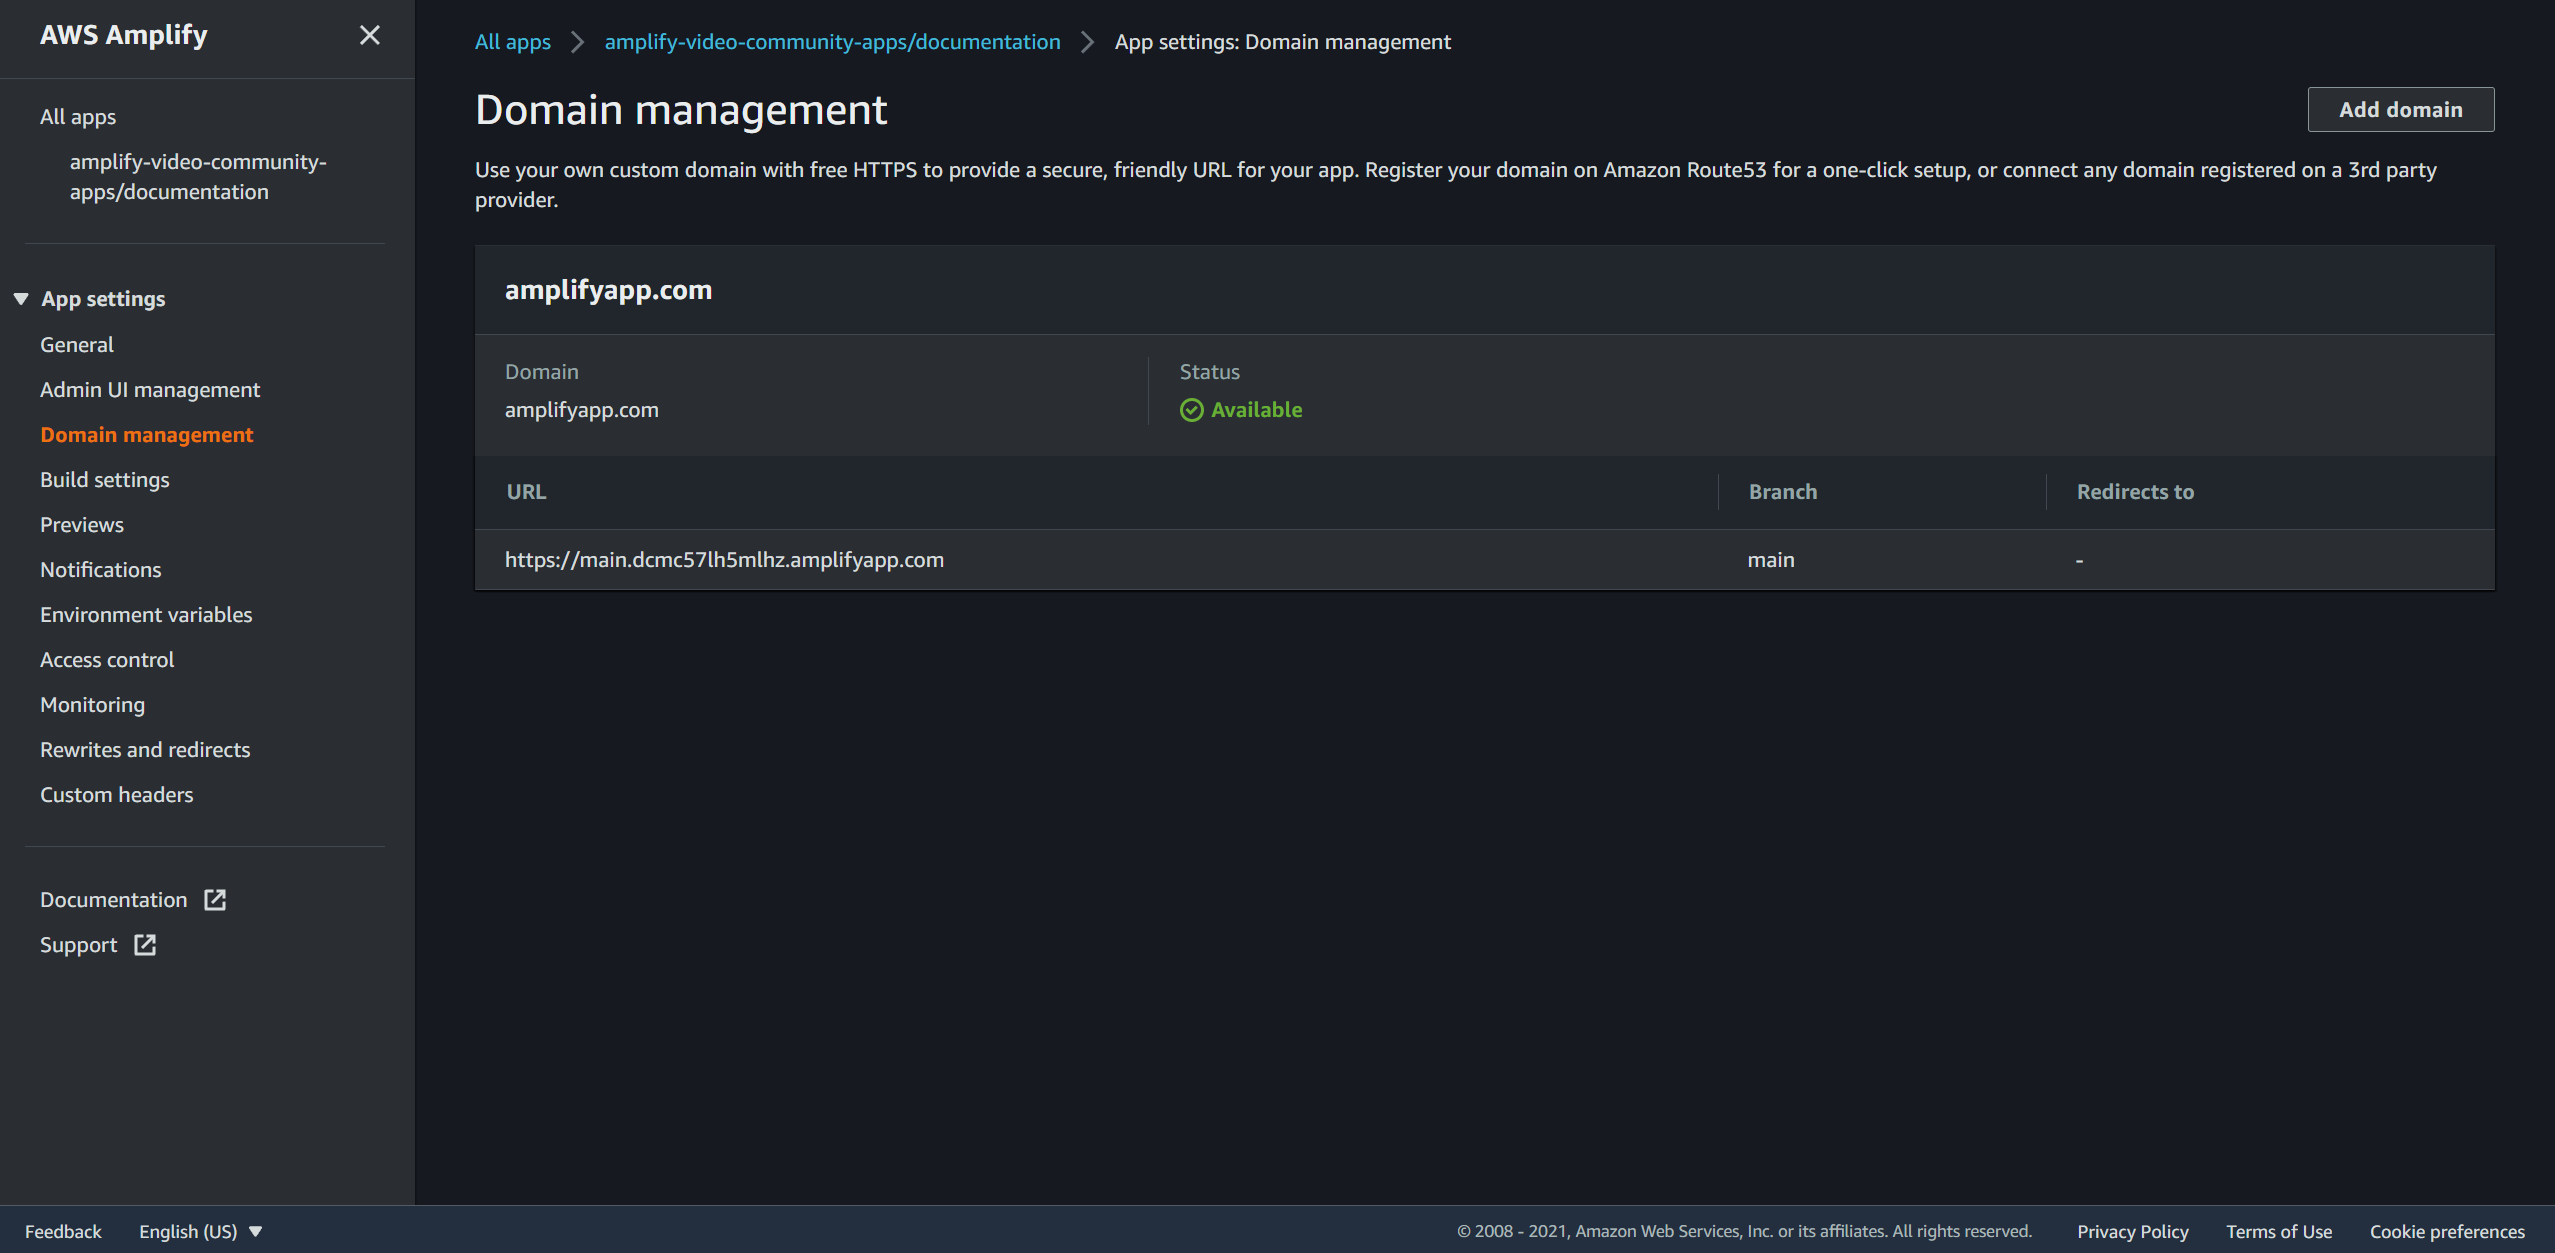 AWS Amplify
All apps
amplify-video-community-
apps/documentation
App settings
General
Admin UI management
Domain management
Build settings
Previews
Notifications
Environment variables
Access control
Monitoring
Rewrites and redirects
Custom headers
Documentation
Support
All apps amplify-video-community-apps/documentation App settings: Domain management
Domain management
Add domain
Use your own custom domain with free HTTPS to provide a secure, friendly URL for your app. Register your domain on Amazon Route53 for a one-click setup, or connect any domain registered on a 3rd party
provider.
amplifyapp.com
Domain
amplifyapp.com
Status
Available
URL Branch Redirects to
https://main.dcmc57lh5mlhz.amplifyapp.com main -
Feedback English (US) © 2008 - 2021, Amazon Web Services, Inc. or its affiliates. All rights reserved. Privacy Policy Terms of Use Cookie preferences